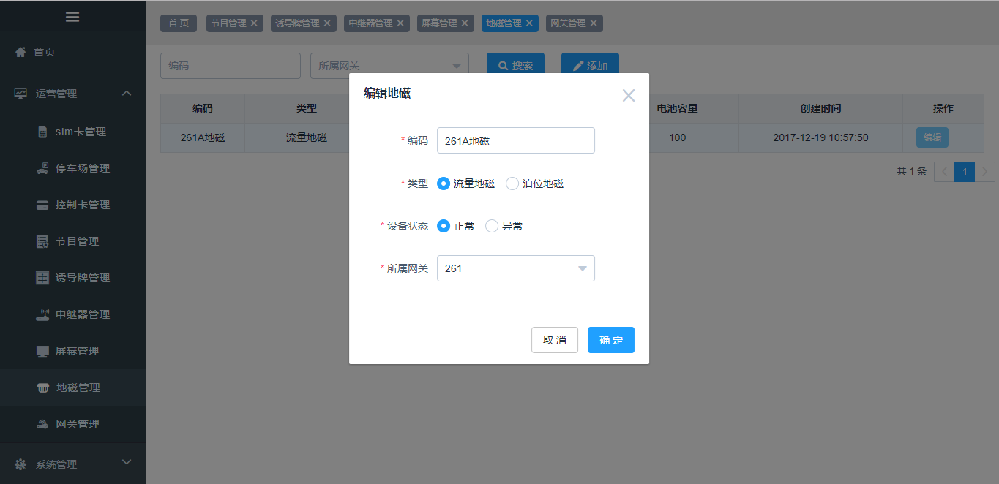 首页
运营管理
sim卡管理
停车场管理
控制卡管理
节目管理
诱导牌管理
中继器管理
屏幕管理
地磁管理
网关管理
系统管理
首 页 节目管理 诱导牌管理 中继器管理 屏幕管理 地磁管理 网关管理
编码 所属网关 搜索 添加
编码 类型 电池容量 创建时间 操作
261A地磁 流量地磁 100 2017-12-19 10:57:50 编辑
共 1 条 1
编辑地磁
* 编码 261A地磁
* 类型 流量地磁 泊位地磁
* 设备状态 正常 异常
* 所属网关 261
取 消 确 定